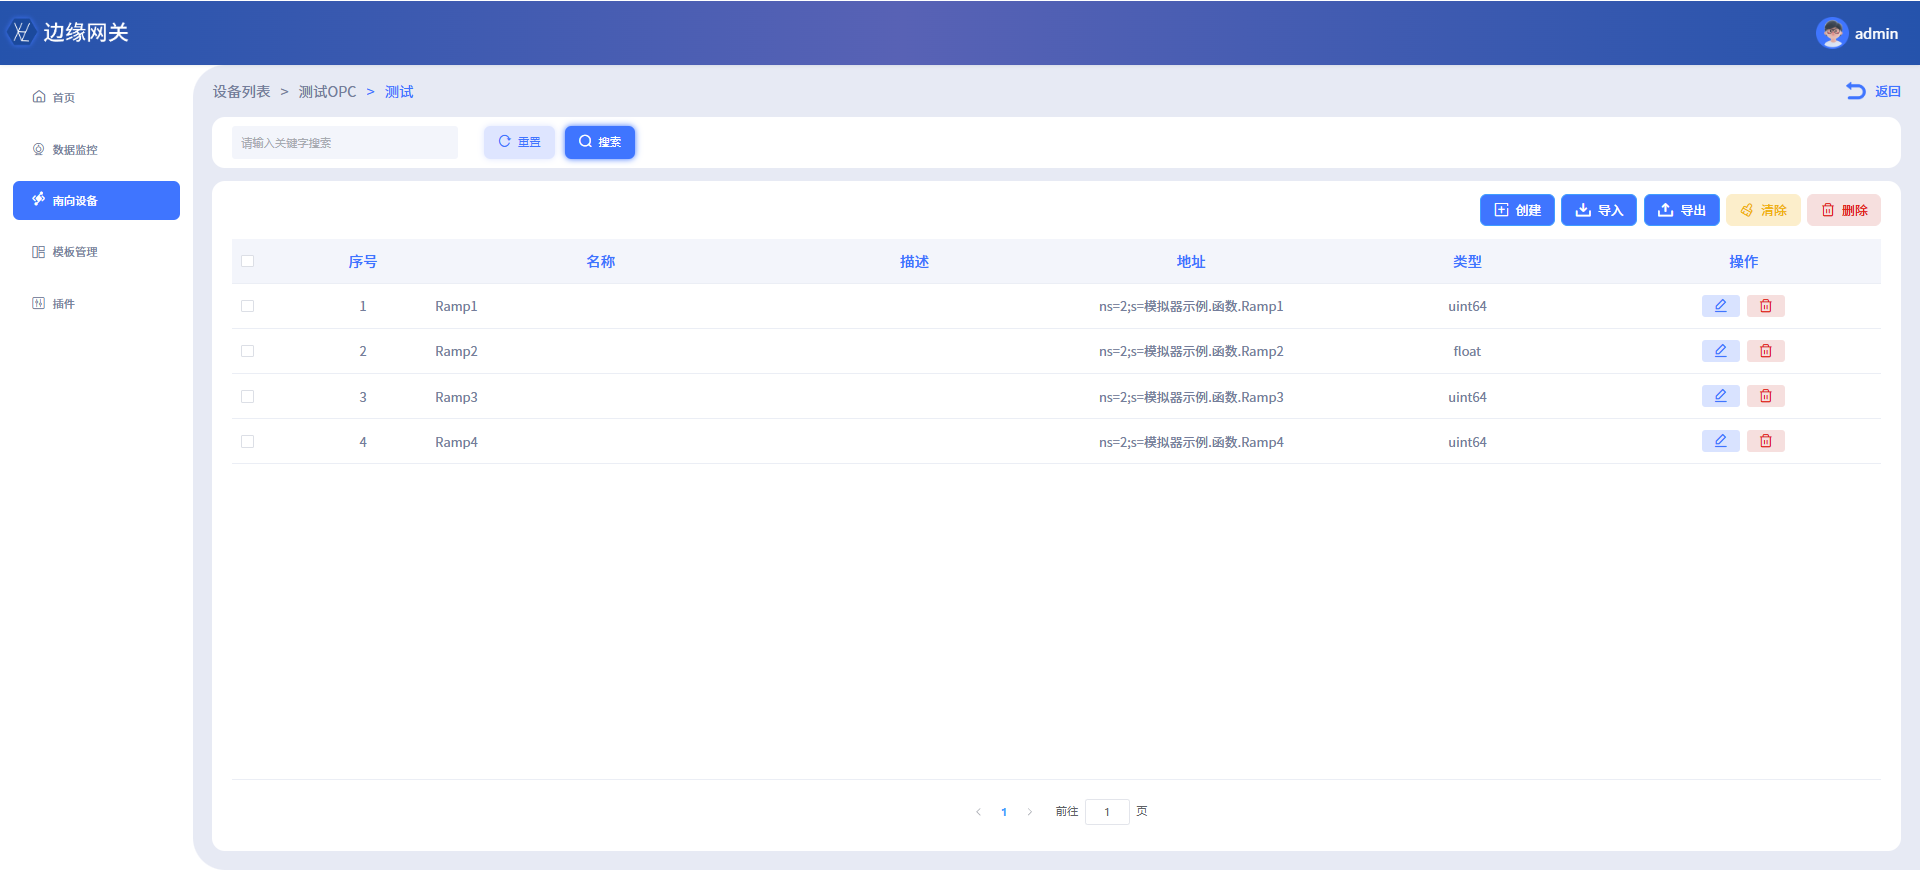 边缘网关
admin
首页
数据监控
南向设备
模板管理
插件
设备列表 > 测试OPC > 测试
返回
请输入关键字搜索
重置
搜索
创建
导入
导出
清除
删除
序号 名称 描述 地址 类型 操作
1 Ramp1 ns=2;s=模拟器示例.函数.Ramp1 uint64
2 Ramp2 ns=2;s=模拟器示例.函数.Ramp2 float
3 Ramp3 ns=2;s=模拟器示例.函数.Ramp3 uint64
4 Ramp4 ns=2;s=模拟器示例.函数.Ramp4 uint64
< 1 > 前往 1 页